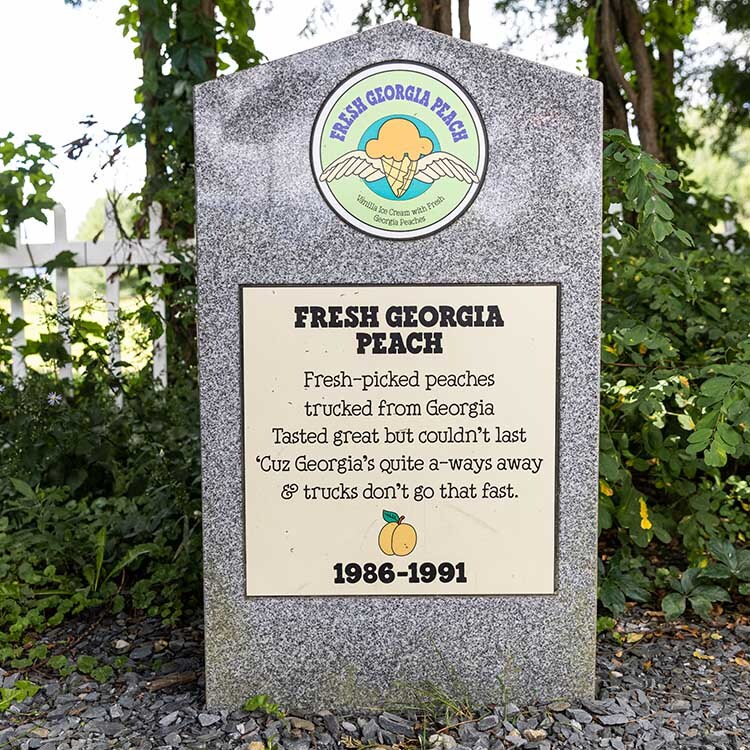 FRESH GEORGIA PEACH
Vanilla Ice Cream with Fresh
Georgia Peaches
FRESH GEORGIA
PEACH
Fresh-picked peaches
trucked from Georgia
Tasted great but couldn't last
'Cuz Georgia's quite a-ways away
& trucks don't go that fast.
1986-1991